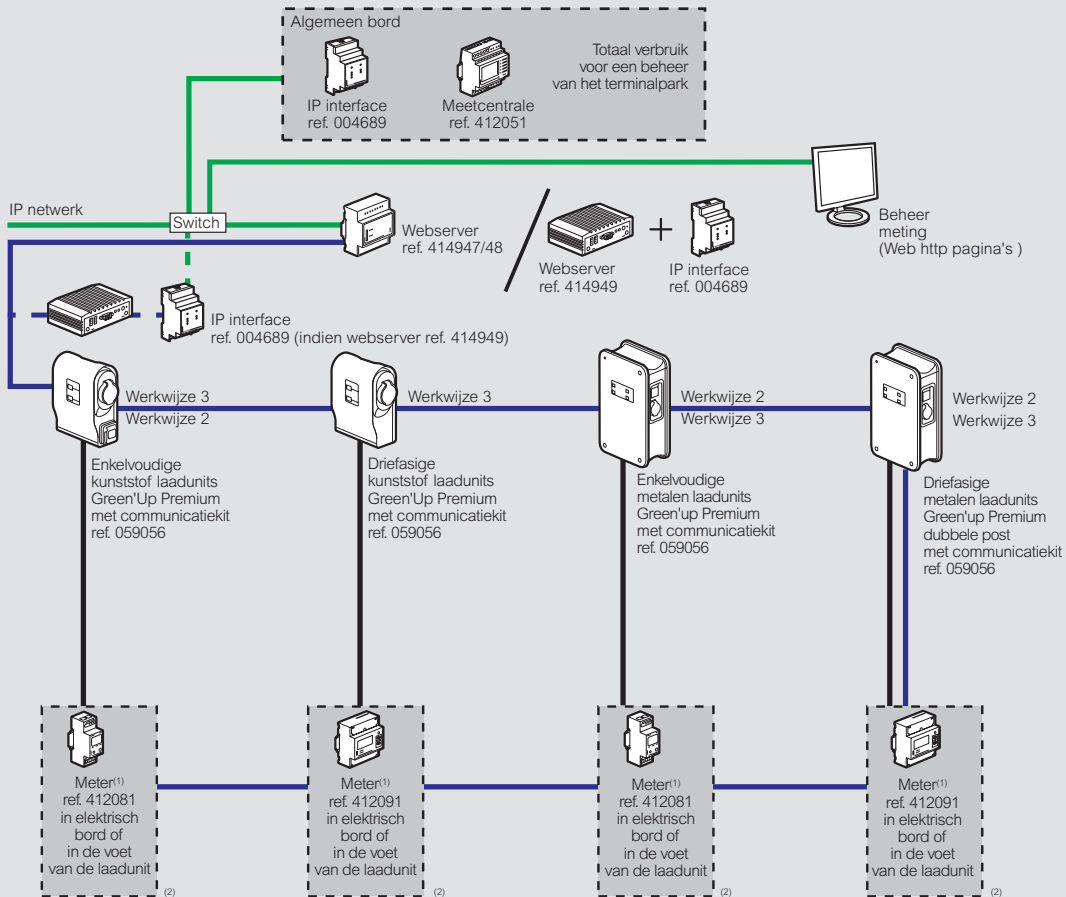 Algemeen bord
IP interface
ref. 004689
Meetcentrale
ref. 412051
Totaal verbruik
voor een beheer
van het terminalpark
IP netwerk
Switch
Webserver
ref. 414947/48
Webserver
ref. 414949
+
IP interface
ref. 004689
Beheer
meting
(Web http pagina's )
IP interface
ref. 004689 (indien webserver ref. 414949)
Werkwijze 3
Werkwijze 2
Werkwijze 3
Werkwijze 2
Werkwijze 3
Werkwijze 2
Werkwijze 3
Enkelvoudige
kunststof laadunits
Green'Up Premium
met communicatiekit
ref. 059056
Driefasige
kunststof laadunits
Green'Up Premium
met communicatiekit
ref. 059056
Enkelvoudige
metalen laadunits
Green'up Premium
met communicatiekit
ref. 059056
Driefasige
metalen laadunits
Green'up Premium
dubbele post
met communicatiekit
ref. 059056
Meter(1)
ref. 412081
in elektrisch
bord of
in de voet
van de laadunit
(2)
Meter(1)
ref. 412091
in elektrisch
bord of
in de voet
van de laadunit
(2)
Meter(1)
ref. 412081
in elektrisch
bord of
in de voet
van de laadunit
(2)
Meter(1)
ref. 412091
in elektrisch
bord of
in de voet
van de laadunit
(2)